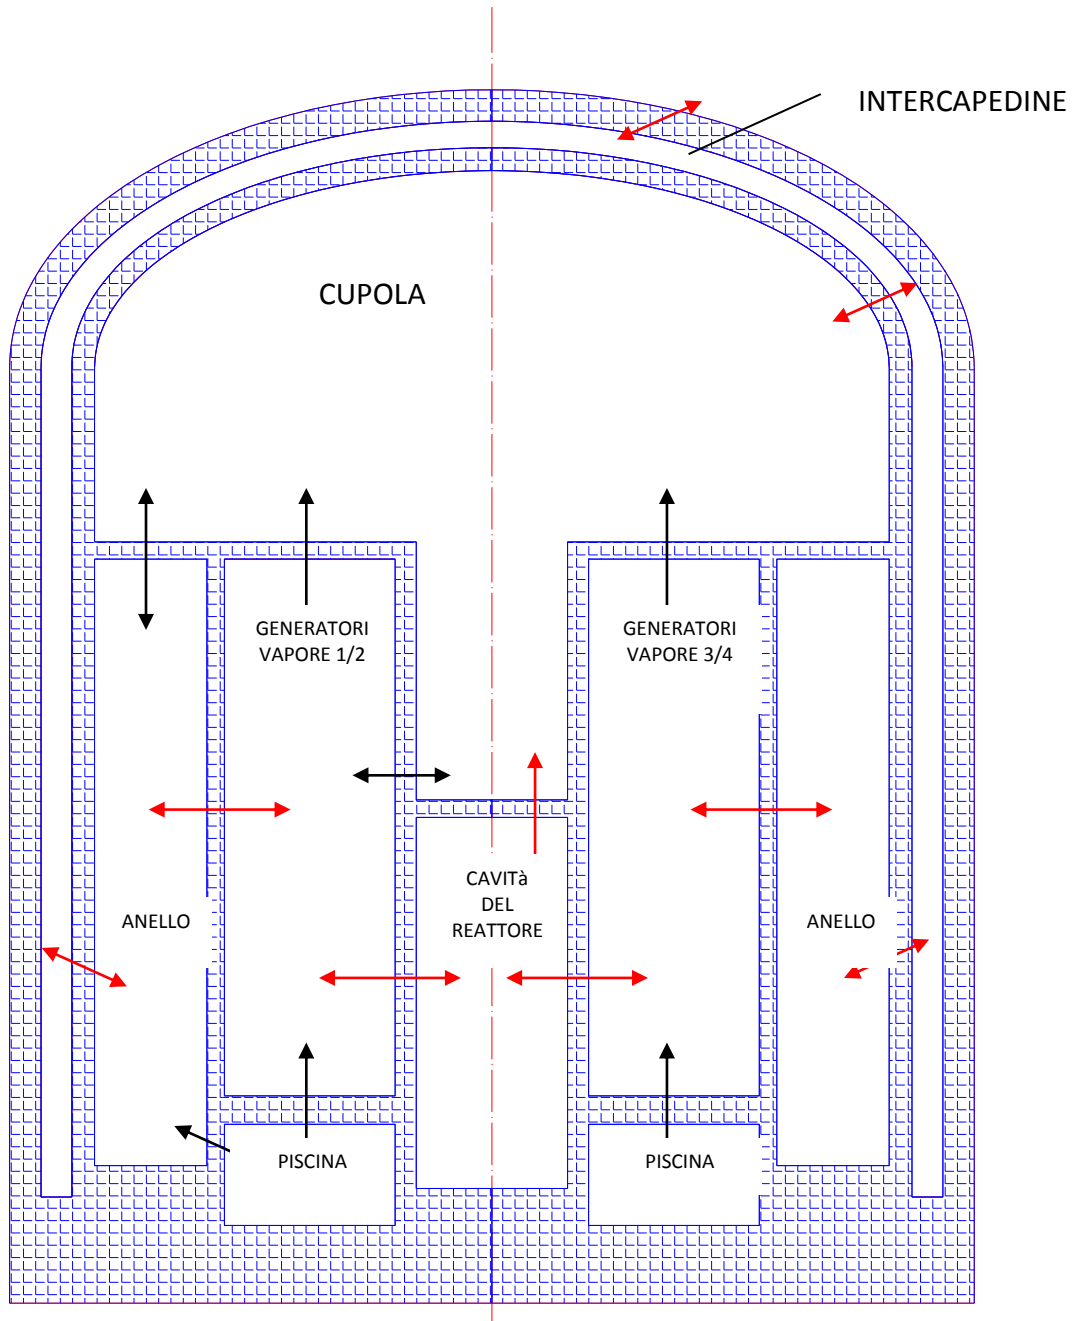 INTERCAPEDINE
CUPOLA
GENERATORI
VAPORE 1/2
GENERATORI
VAPORE 3/4
CAVITà
DEL
REATTORE
ANELLO
ANELLO
PISCINA
PISCINA